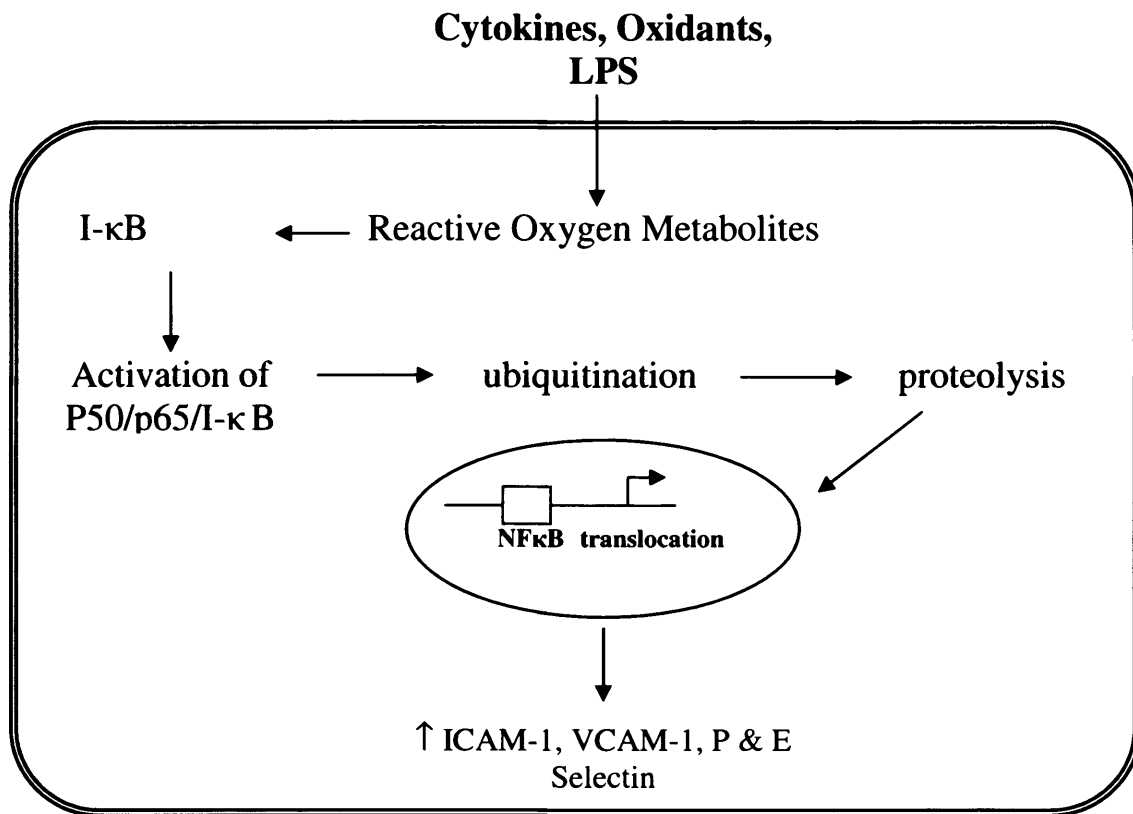 Cytokines, Oxidants,
LPS
I-κB
Reactive Oxygen Metabolites
Activation of
P50/p65/I-κ B
ubiquitination
proteolysis
NFκB translocation
↑ ICAM-1, VCAM-1, P & E
Selectin